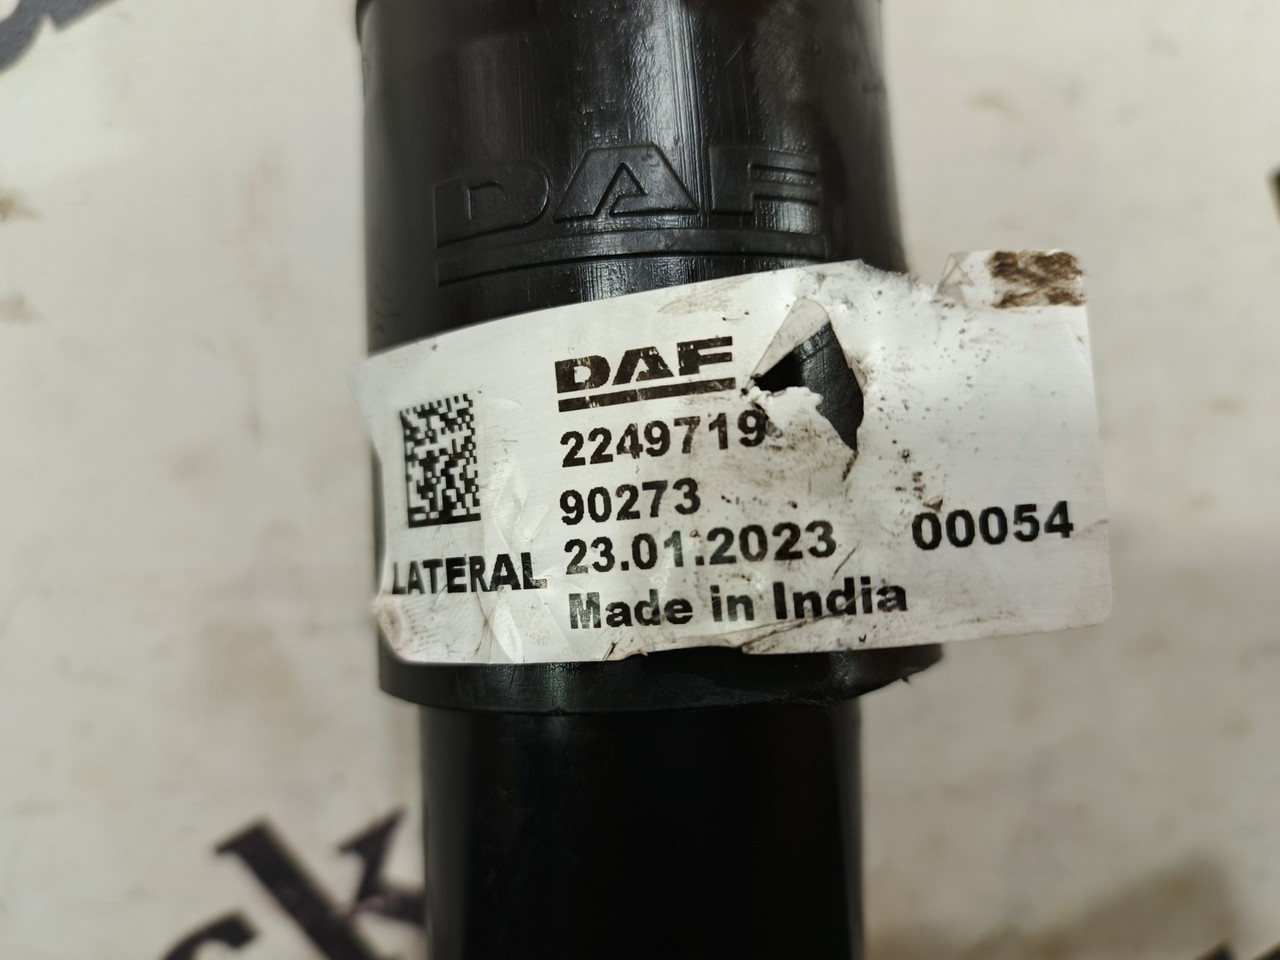 DAF
DAF
2249719
90273
23.01.2023 00054
LATERAL
Made in India